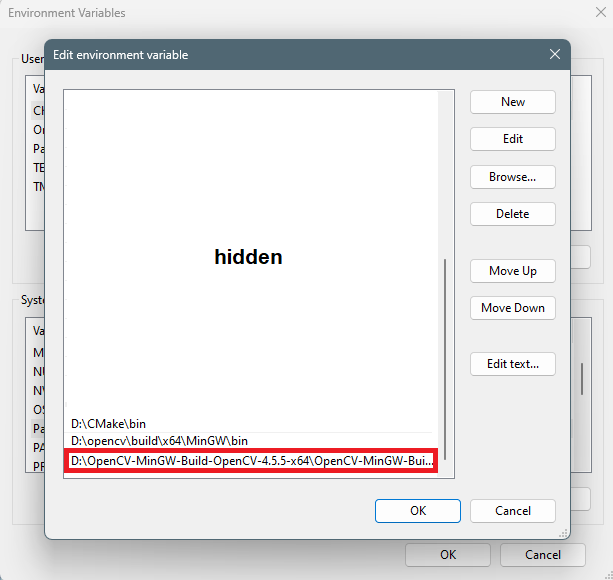 Environment Variables
Edit environment variable
User
Va
Ch
On
Pa
TE
TM
New
Edit
Browse...
Delete
Move Up
Move Down
Edit text...
hidden
D:\CMake\bin
D:\opencv\build\x64\MinGW\bin
D:\OpenCV-MinGW-Build-OpenCV-4.5.5-x64\OpenCV-MinGW-Bui...
Syste
Va
NU
NV
OS
Pa
PA
PR
OK
Cancel
OK
Cancel